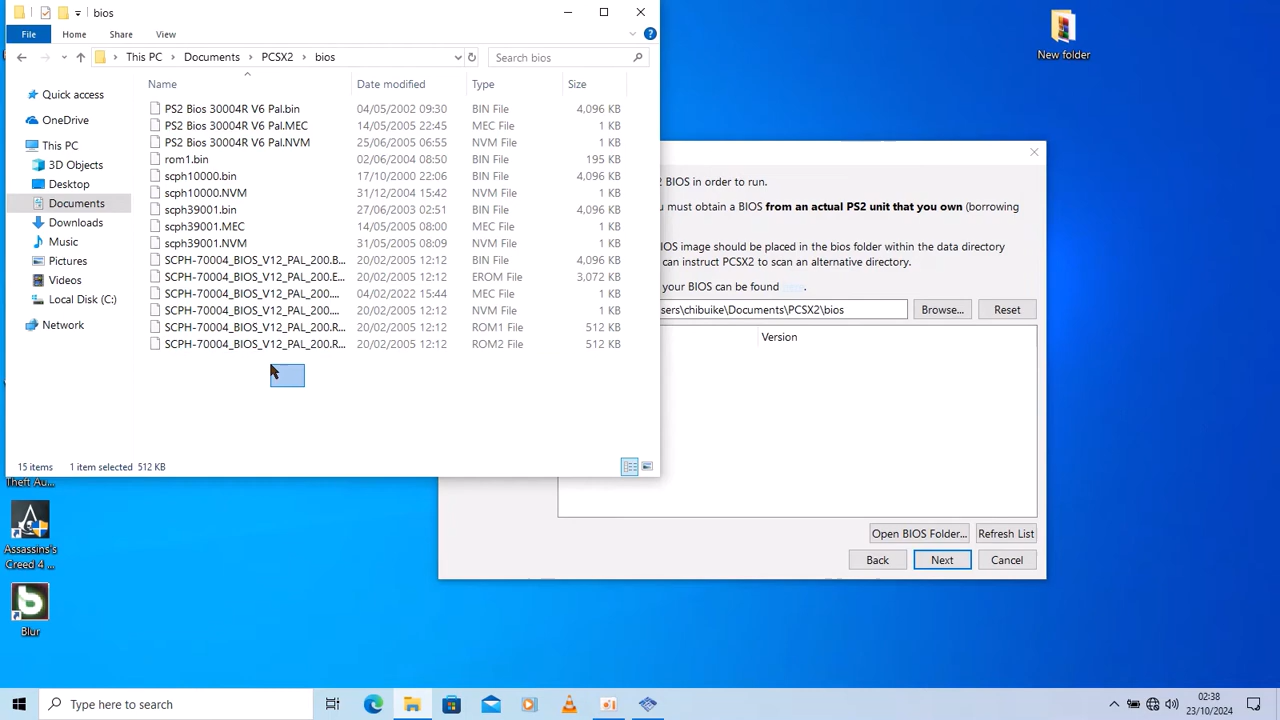 bios
File Home Share View
This PC Documents PCSX2 bios
Search bios
Name Date modified Type Size
Quick access
OneDrive
This PC
3D Objects
Desktop
Documents
Downloads
Music
Pictures
Videos
Local Disk (C:)
Network
PS2 Bios 30004R V6 Pal.bin 04/05/2002 09:30 BIN File 4,096 KB
PS2 Bios 30004R V6 Pal.MEC 14/05/2005 22:45 MEC File 1 KB
PS2 Bios 30004R V6 Pal.NVM 25/06/2005 06:55 NVM File 1 KB
rom1.bin 02/06/2004 08:50 BIN File 195 KB
scph10000.bin 17/10/2000 22:06 BIN File 4,096 KB
scph10000.NVM 31/12/2004 15:42 NVM File 1 KB
scph39001.bin 27/06/2003 02:51 BIN File 4,096 KB
scph39001.MEC 14/05/2005 08:00 MEC File 1 KB
scph39001.NVM 31/05/2005 08:09 NVM File 1 KB
SCPH-70004_BIOS_V12_PAL_200.B... 20/02/2005 12:12 BIN File 4,096 KB
SCPH-70004_BIOS_V12_PAL_200.E... 20/02/2005 12:12 EROM File 3,072 KB
SCPH-70004_BIOS_V12_PAL_200.... 04/02/2022 15:44 MEC File 1 KB
SCPH-70004_BIOS_V12_PAL_200.... 20/02/2005 12:12 NVM File 1 KB
SCPH-70004_BIOS_V12_PAL_200.R... 20/02/2005 12:12 ROM1 File 512 KB
SCPH-70004_BIOS_V12_PAL_200.R... 20/02/2005 12:12 ROM2 File 512 KB
15 items 1 item selected 512 KB
New folder
2 BIOS in order to run.
must obtain a BIOS from an actual PS2 unit that you own (borrowing
IOS image should be placed in the bios folder within the data directory
can instruct PCSX2 to scan an alternative directory.
your BIOS can be found .
sers\chibuike\Documents\PCSX2\bios Browse... Reset
Version
Open BIOS Folder... Refresh List
Back Next Cancel
Theft Au...
Assassins's
Creed 4 ...
Blur
Type here to search
02:38
23/10/2024